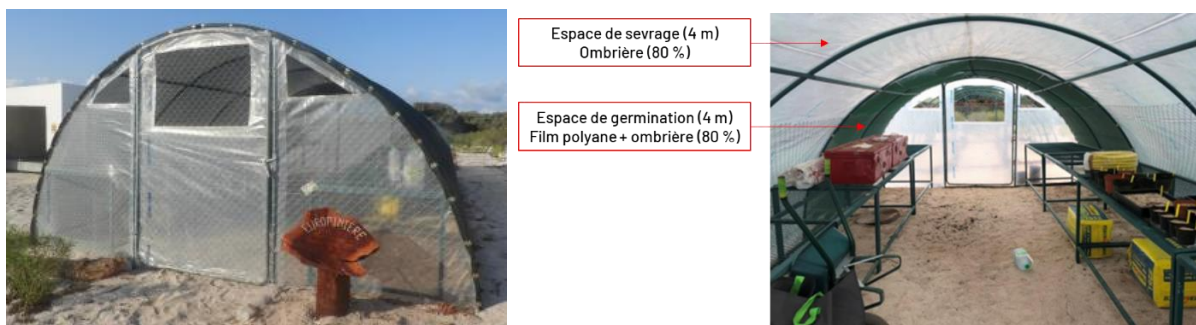 Espace de sevrage (4 m)
Ombrière (80 %)
Espace de germination (4 m)
Film polyane + ombrière (80 %)
EUROPINIÈRE